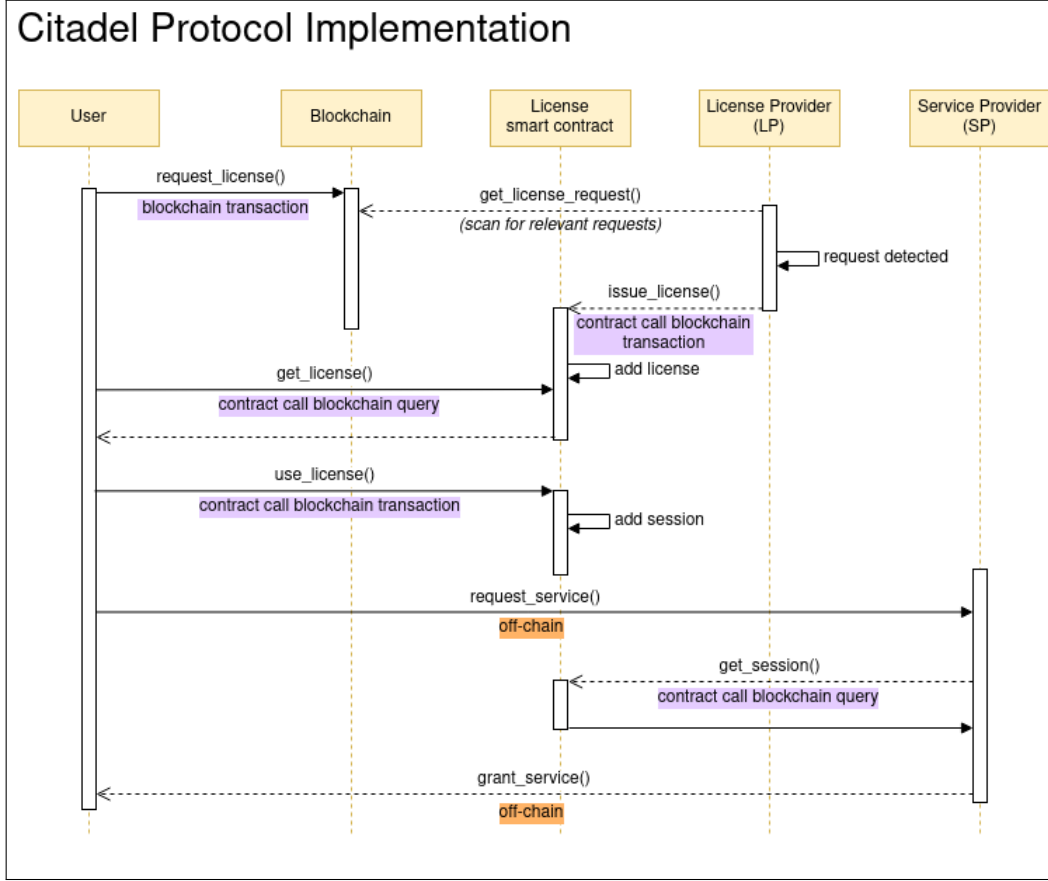 Citadel Protocol Implementation
User
Blockchain
License
smart contract
License Provider
(LP)
Service Provider
(SP)
request_license()
blockchain transaction
get_license_request()
(scan for relevant requests)
request detected
issue_license()
contract call blockchain
transaction
add license
get_license()
contract call blockchain query
use_license()
contract call blockchain transaction
add session
request_service()
off-chain
get_session()
contract call blockchain query
grant_service()
off-chain